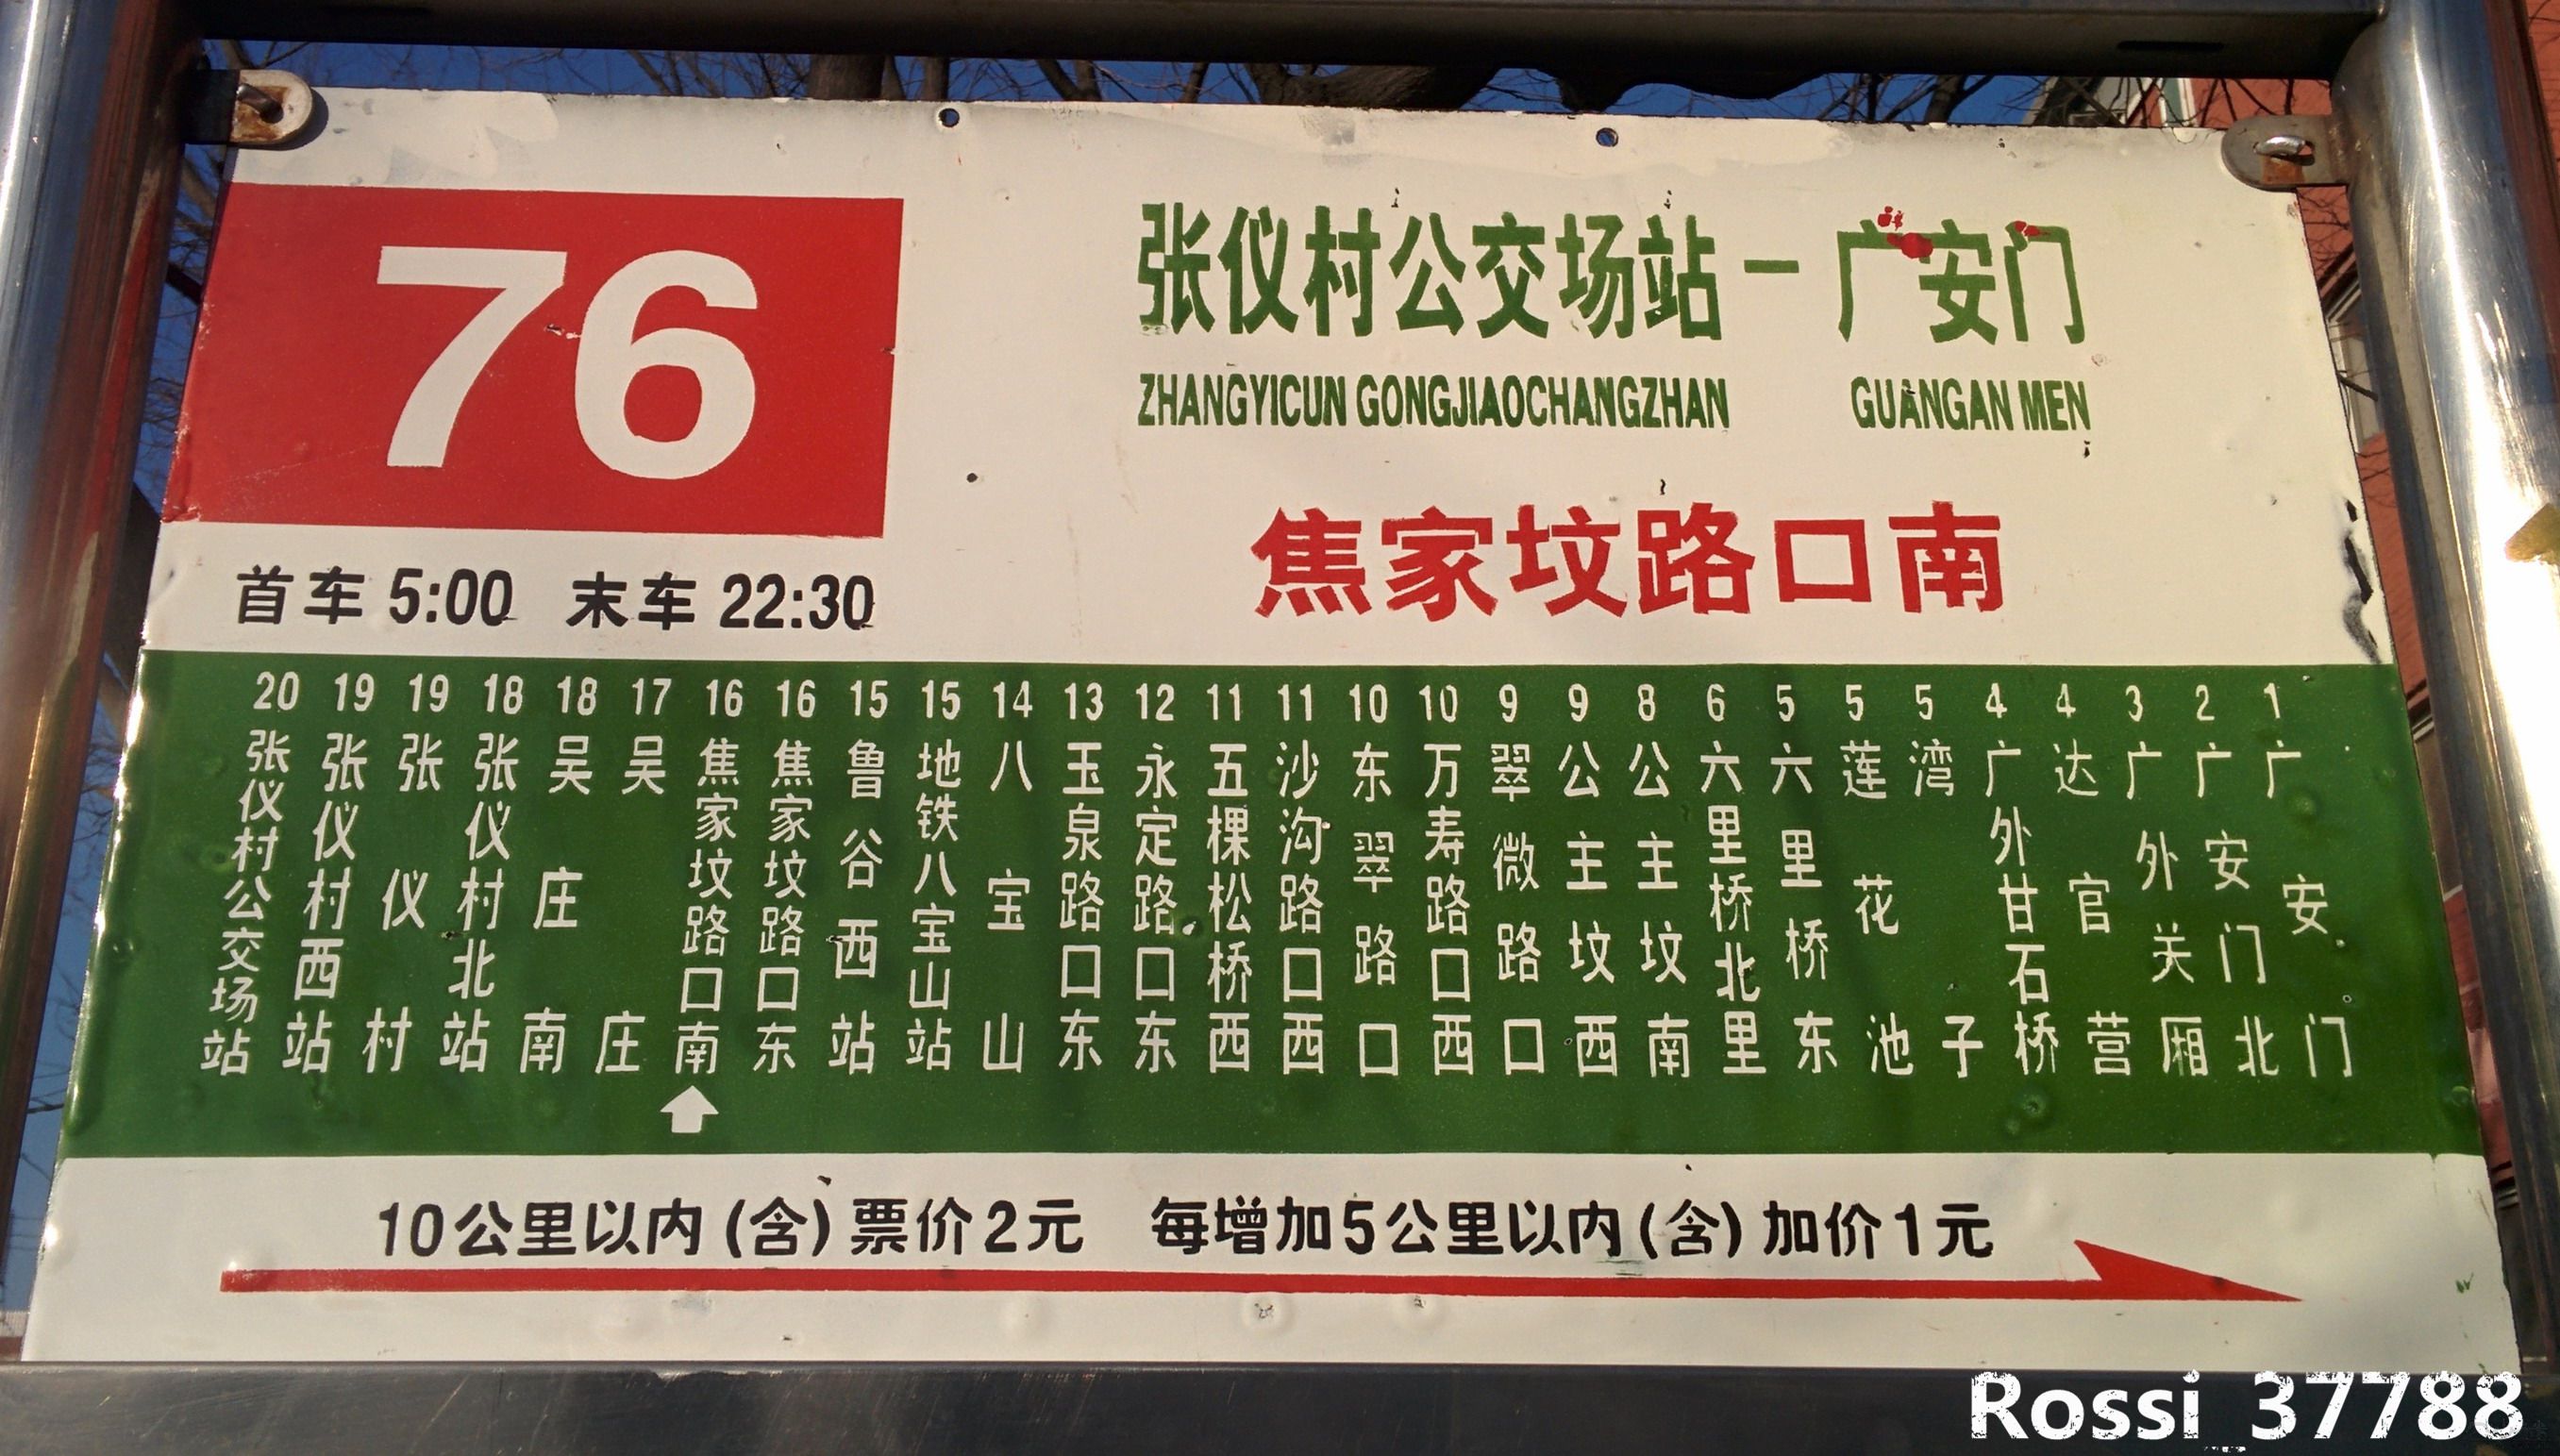 76
张仪村公交场站－广安门
ZHANGYICUN GONGJIAOCHANGZHAN GUANGAN MEN
焦家坟路口南
首车 5:00 末车 22:30
20 张仪村公交场站
19 张仪村西站
19 张仪村
18 张仪村北站
18 吴庄南
17 吴庄
16 焦家坟路口南
16 焦家坟路口东
15 鲁谷西站
15 地铁八宝山站
14 八宝山
13 玉泉路口东
12 永定路口东
11 五棵松桥西
11 沙沟路口西
10 东翠路口
10 万寿路口西
9 翠微路口
9 公主坟西
8 公主坟南
6 六里桥北里
5 六里桥东
5 莲花池
5 湾子
4 广外甘石桥
4 达官营
3 广外关厢
2 广安门北
1 广安门
10公里以内(含)票价2元 每增加5公里以内(含)加价1元
Rossi_37788